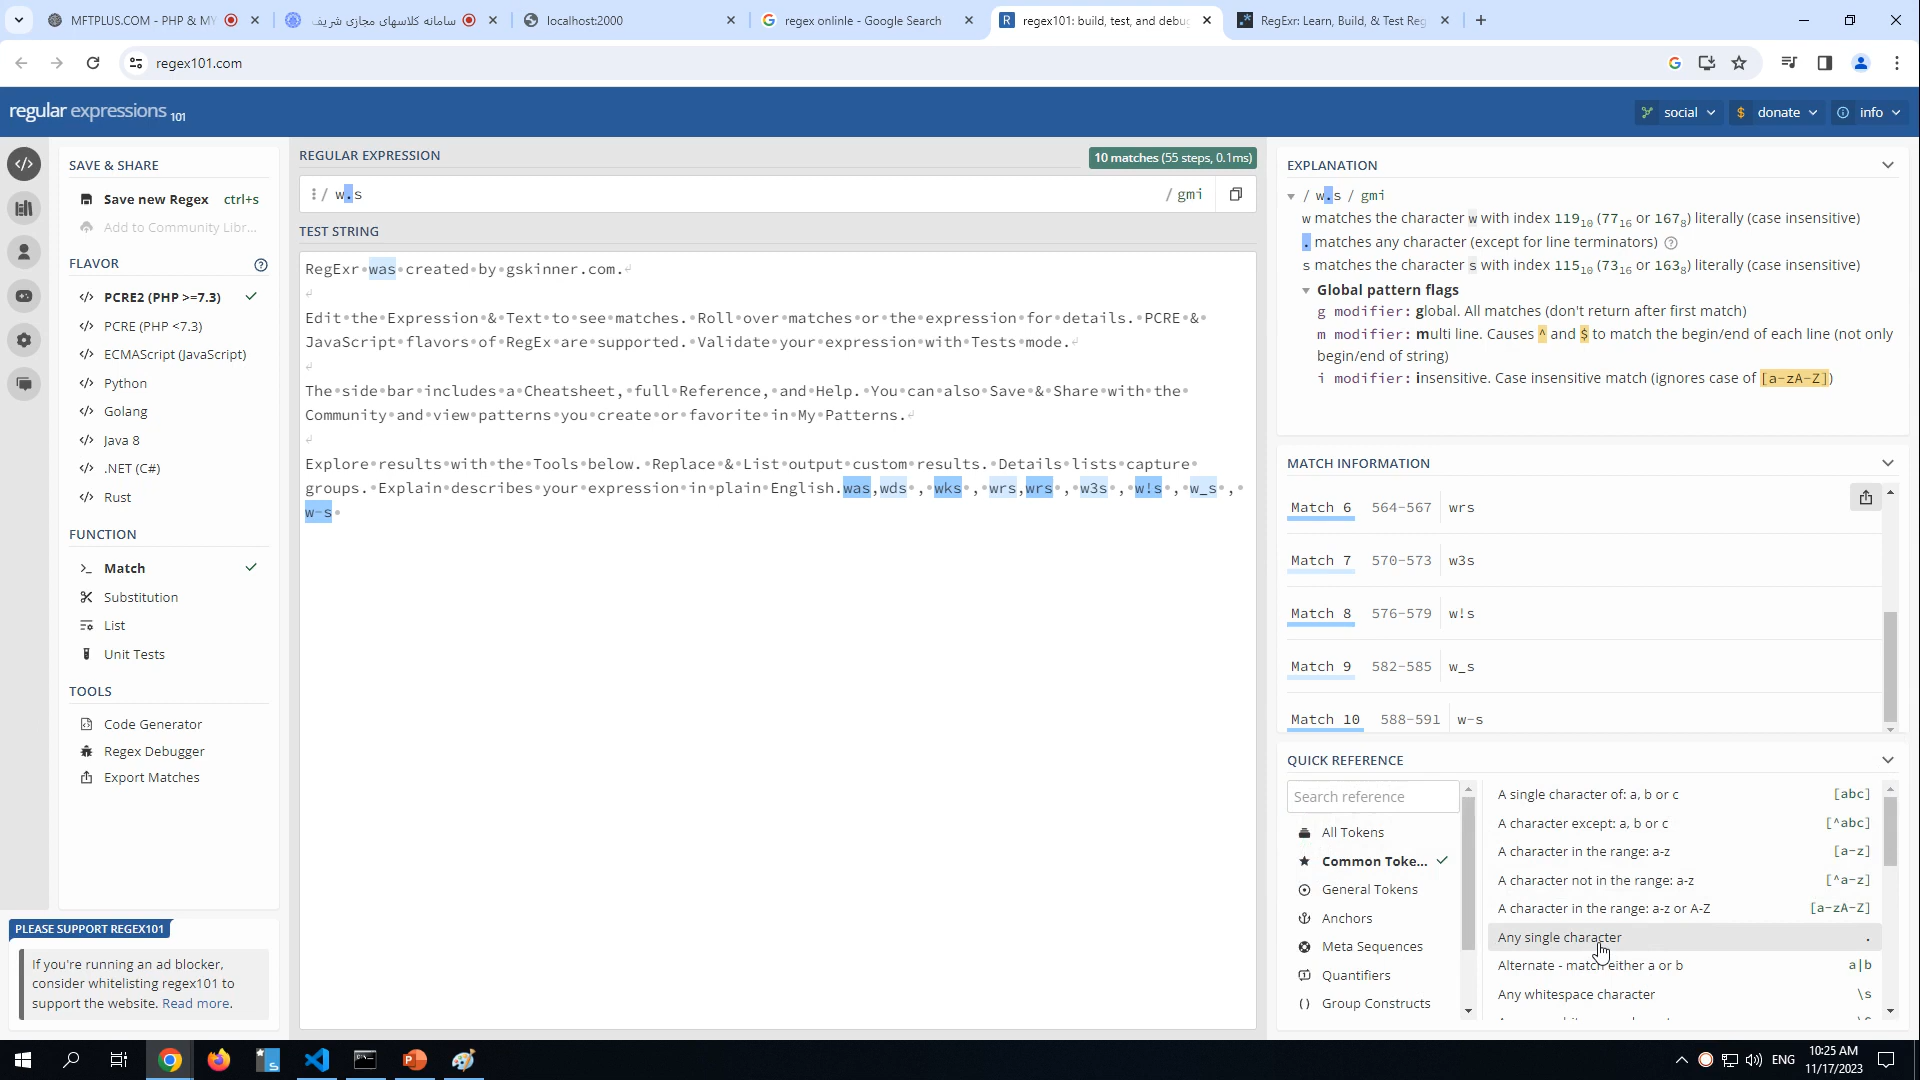 MFTPLUS.COM - PHP & MY
سامانه کلاسهای مجازی شریف
localhost:2000
regex onlinle - Google Search
regex101: build, test, and debug
RegExr: Learn, Build, & Test Reg
regex101.com
regular expressions 101
social
donate
info
SAVE & SHARE
Save new Regex ctrl+s
Add to Community Libr...
FLAVOR
PCRE2 (PHP >=7.3)
PCRE (PHP <7.3)
ECMAScript (JavaScript)
Python
Golang
Java 8
.NET (C#)
Rust
FUNCTION
Match
Substitution
List
Unit Tests
TOOLS
Code Generator
Regex Debugger
Export Matches
PLEASE SUPPORT REGEX101
If you're running an ad blocker,
consider whitelisting regex101 to
support the website. Read more.
REGULAR EXPRESSION
10 matches (55 steps, 0.1ms)
/ w.s / gmi
TEST STRING
RegExr was created by gskinner.com.
Edit the Expression & Text to see matches. Roll over matches or the expression for details. PCRE &
JavaScript flavors of RegEx are supported. Validate your expression with Tests mode.
The side bar includes a Cheatsheet, full Reference, and Help. You can also Save & Share with the
Community and view patterns you create or favorite in My Patterns.
Explore results with the Tools below. Replace & List output custom results. Details lists capture
groups. Explain describes your expression in plain English.was,wds , wks , wrs,wrs , w3s , w!s , w_s ,
w-s
EXPLANATION
/ w.s / gmi
w matches the character w with index 119₁₀ (77₁₆ or 167₈) literally (case insensitive)
. matches any character (except for line terminators)
s matches the character s with index 115₁₀ (73₁₆ or 163₈) literally (case insensitive)
Global pattern flags
g modifier: global. All matches (don't return after first match)
m modifier: multi line. Causes ^ and $ to match the begin/end of each line (not only
begin/end of string)
i modifier: insensitive. Case insensitive match (ignores case of [a-zA-Z])
MATCH INFORMATION
Match 6 564-567 wrs
Match 7 570-573 w3s
Match 8 576-579 w!s
Match 9 582-585 w_s
Match 10 588-591 w-s
QUICK REFERENCE
Search reference
All Tokens
Common Toke...
General Tokens
Anchors
Meta Sequences
Quantifiers
Group Constructs
A single character of: a, b or c [abc]
A character except: a, b or c [^abc]
A character in the range: a-z [a-z]
A character not in the range: a-z [^a-z]
A character in the range: a-z or A-Z [a-zA-Z]
Any single character .
Alternate - match either a or b a|b
Any whitespace character \s
ENG
10:25 AM
11/17/2023